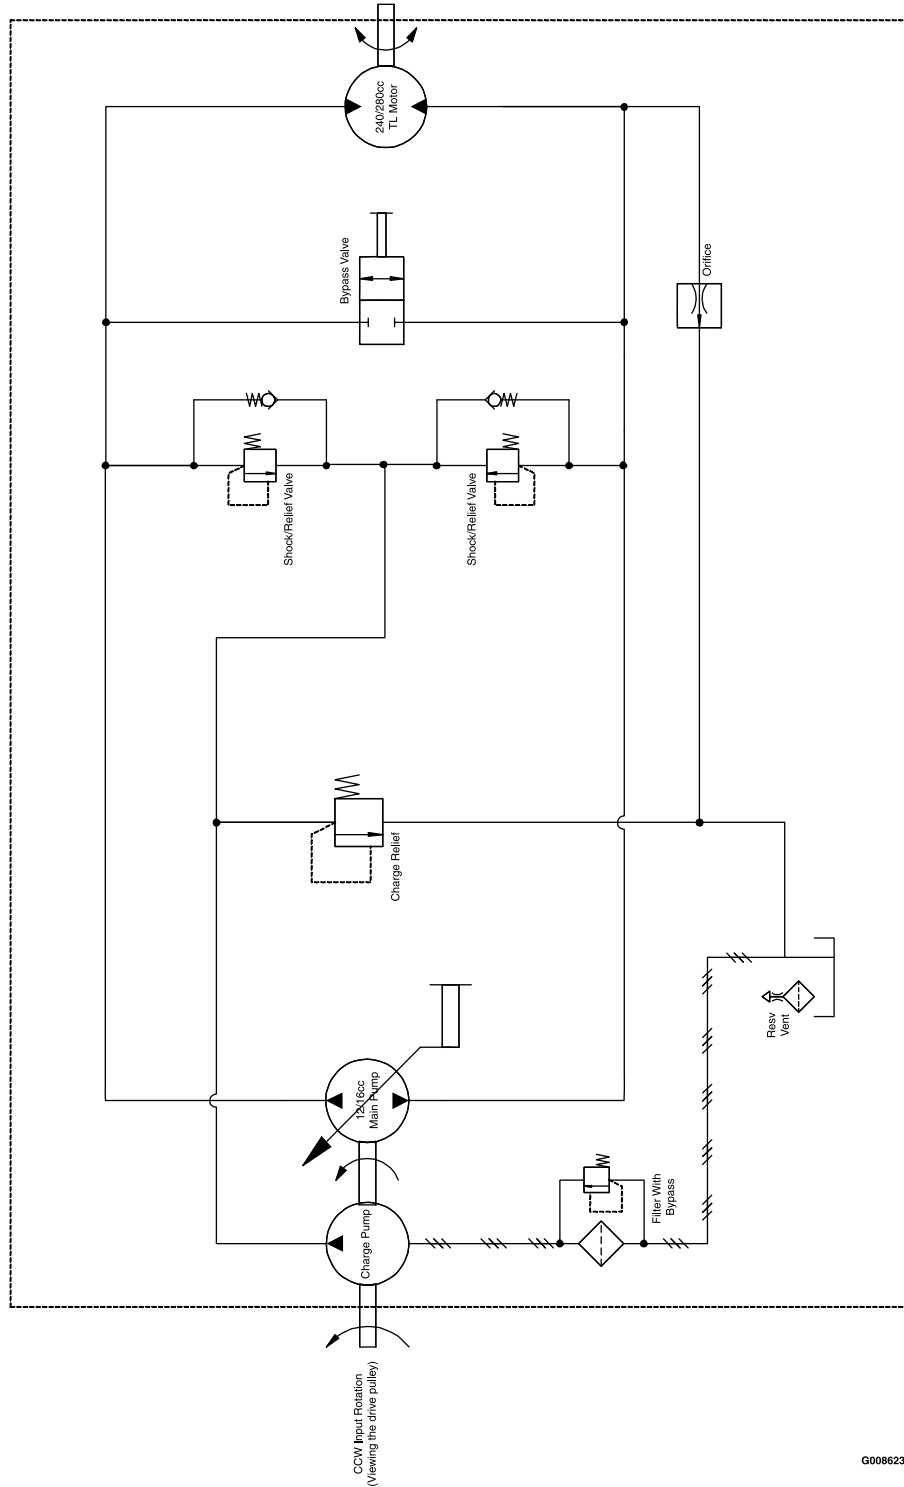 240/280cc
TL Motor
Bypass Valve
Orifice
Shock/Relief Valve
Shock/Relief Valve
Charge Relief
Resv
Vent
12/16cc
Main Pump
Filter With
Bypass
Charge Pump
CCW Input Rotation
(Viewing the drive pulley)
G008623